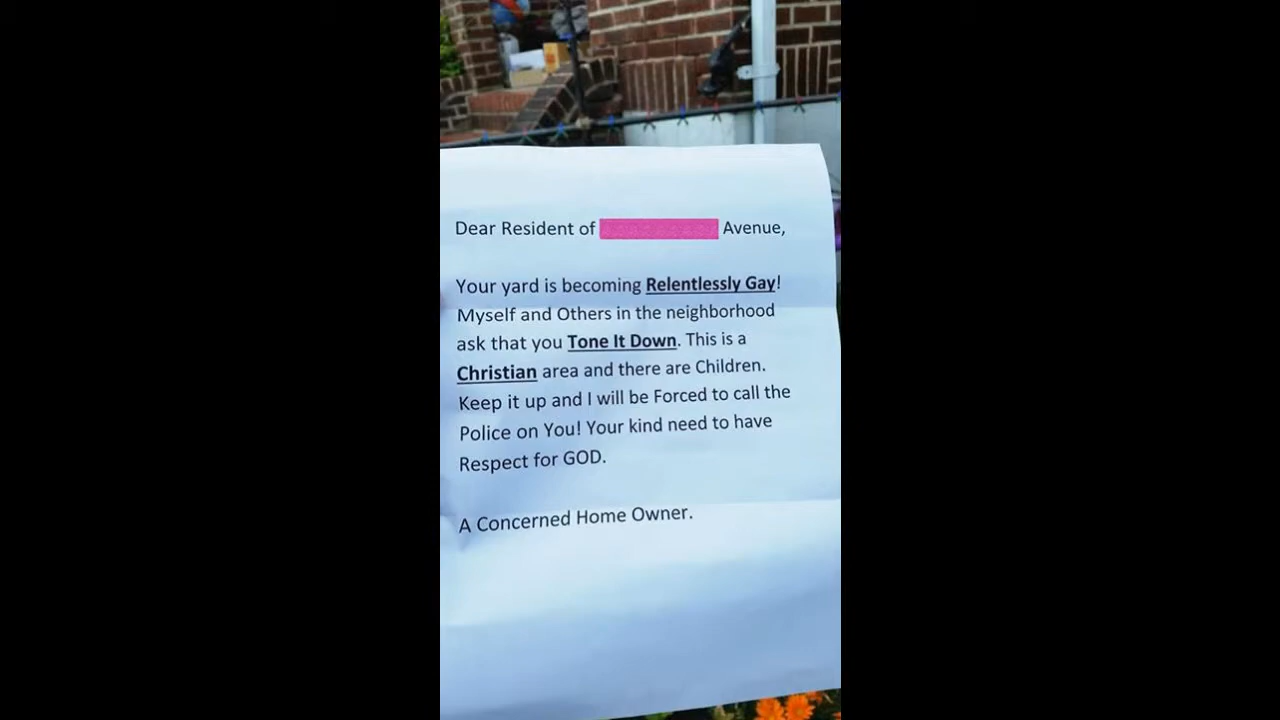 Dear Resident of Avenue,
Your yard is becoming Relentlessly Gay!
Myself and Others in the neighborhood
ask that you Tone It Down. This is a
Christian area and there are Children.
Keep it up and I will be Forced to call the
Police on You! Your kind need to have
Respect for GOD.
A Concerned Home Owner.